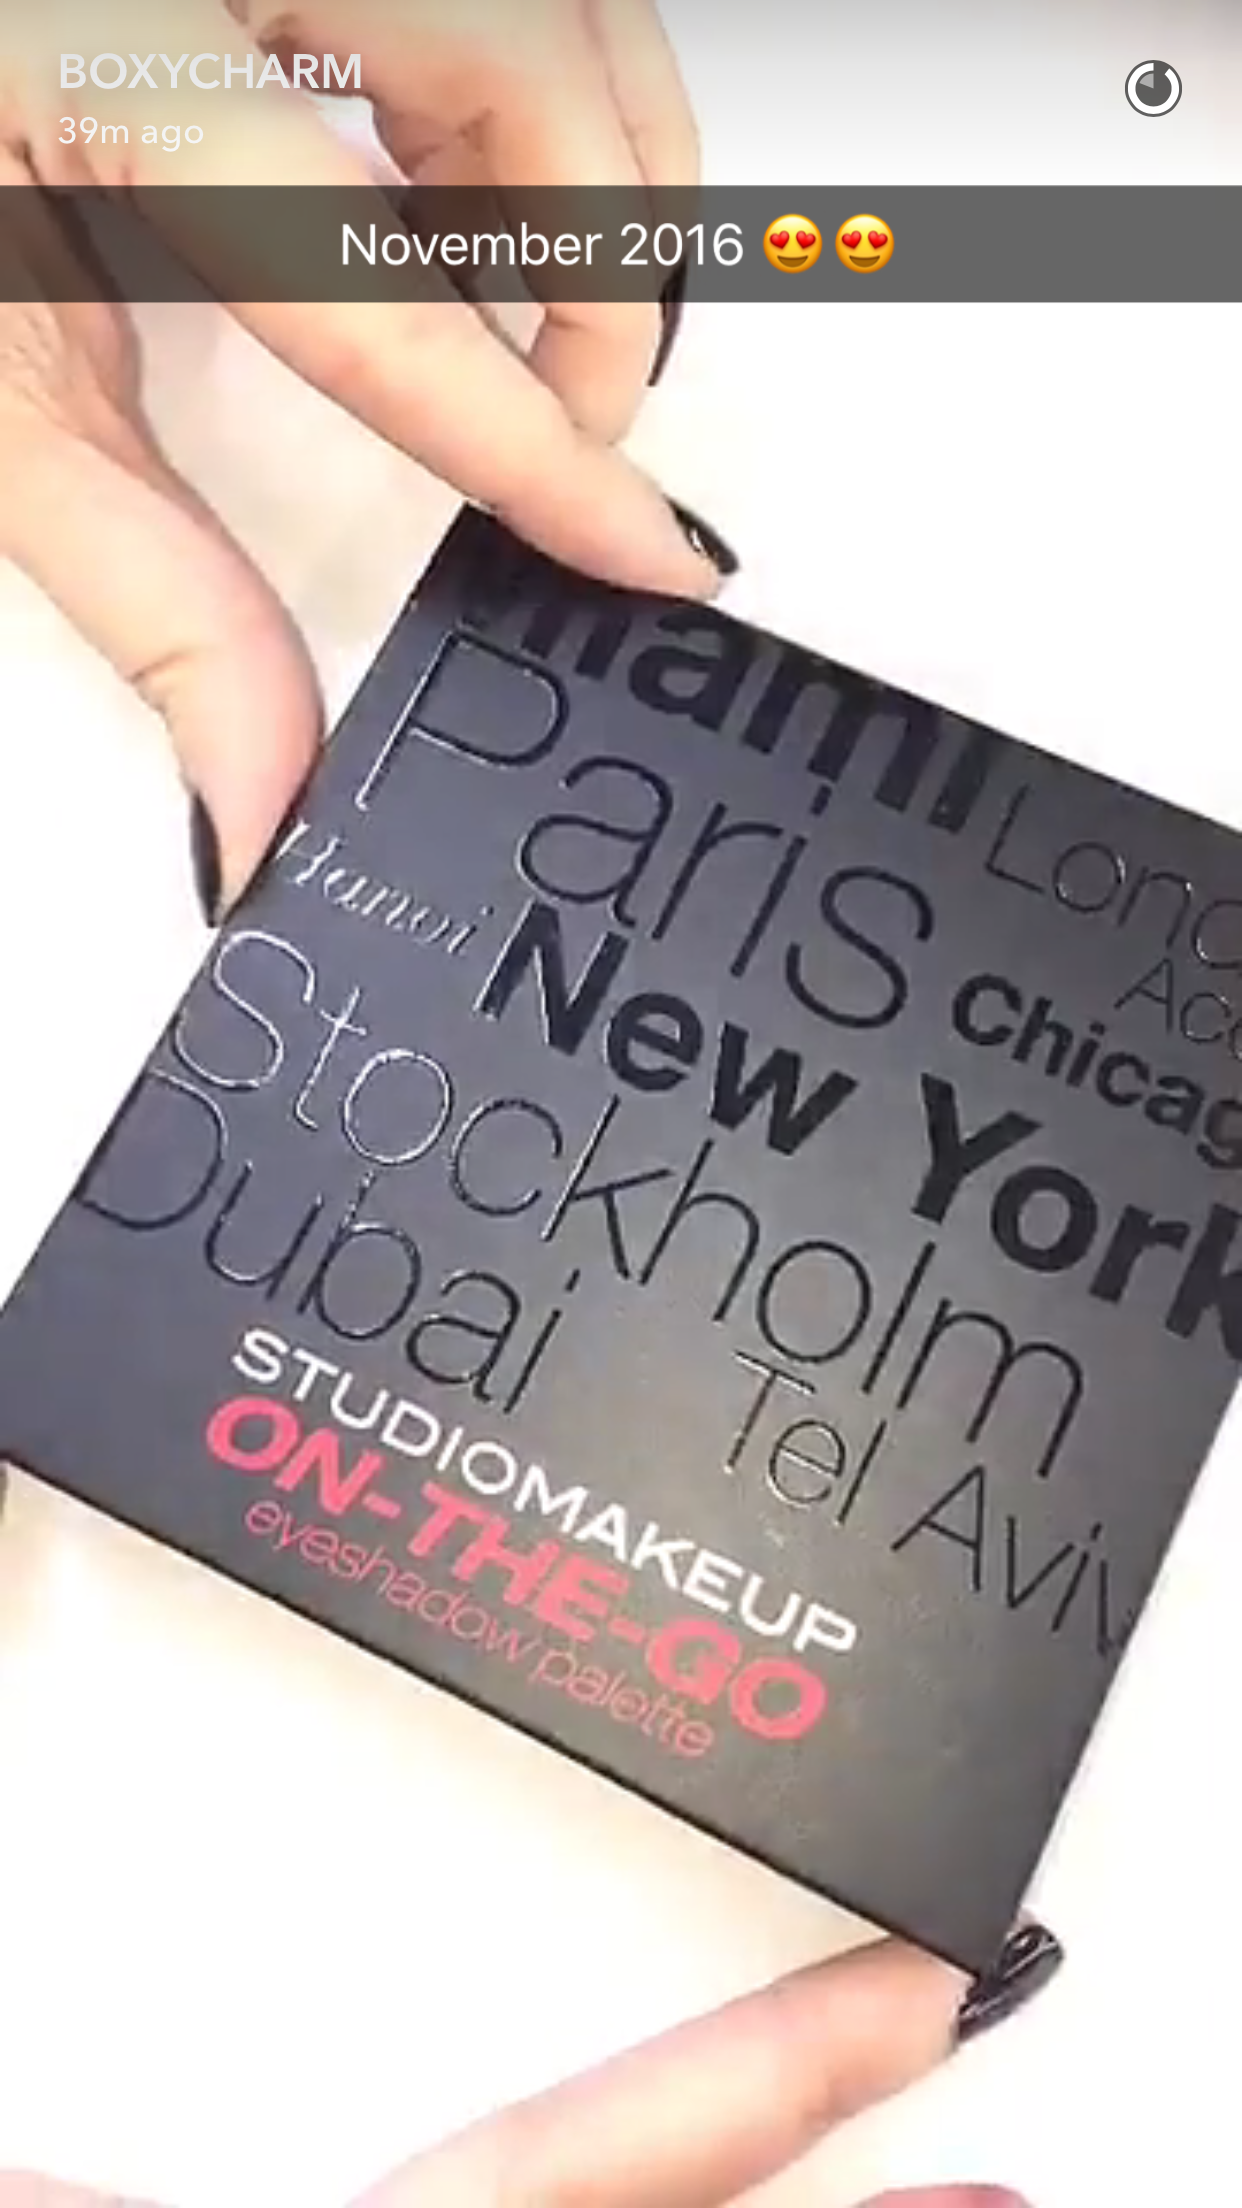 BOXYCHARM
39m ago
November 2016 😍😍
Paris
Hanoi
New York
Stockholm
Dubai
Tel Aviv
STUDIOMAKEUP
ON-THE-GO
eyeshadow palette